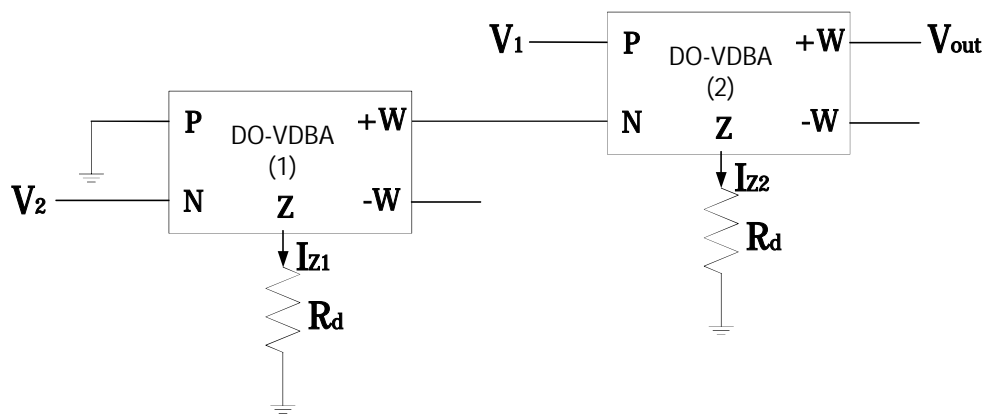 V1
P
DO-VDBA
(2)
+W
Vout
N
Z
-W
IZ2
Rd
P
DO-VDBA
(1)
+W
V2
N
Z
-W
IZ1
Rd